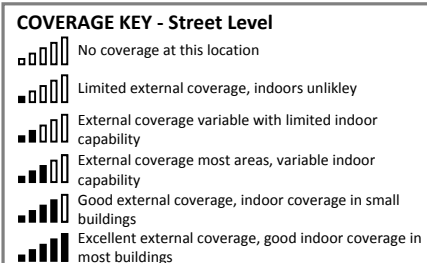 COVERAGE KEY - Street Level
No coverage at this location
Limited external coverage, indoors unlikley
External coverage variable with limited indoor
capability
External coverage most areas, variable indoor
capability
Good external coverage, indoor coverage in small
buildings
Excellent external coverage, good indoor coverage in
most buildings